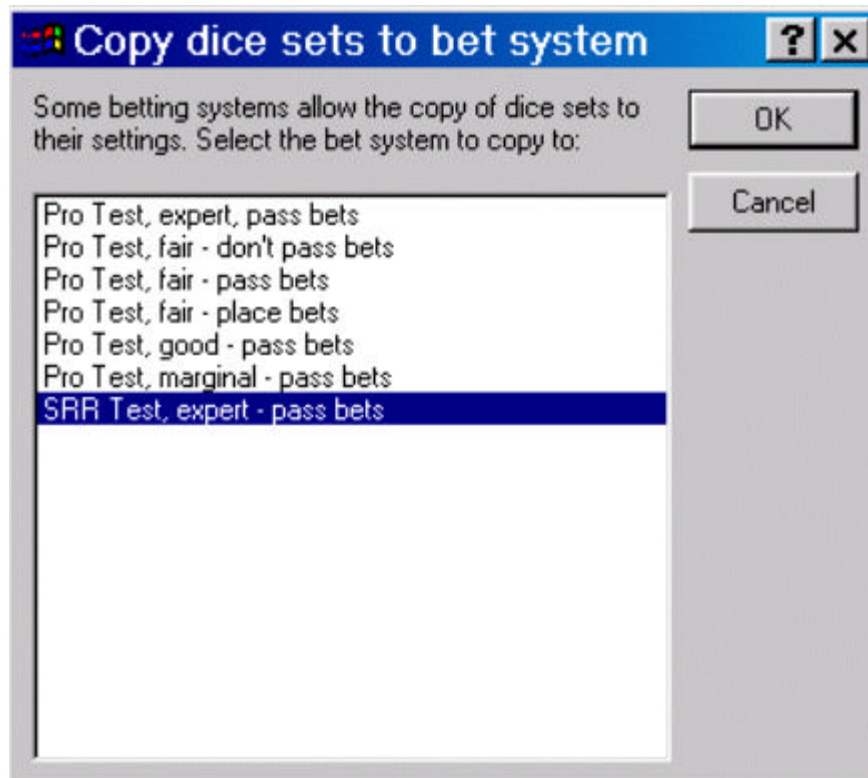 Copy dice sets to bet system
Some betting systems allow the copy of dice sets to
their settings. Select the bet system to copy to:
OK
Cancel
Pro Test, expert, pass bets
Pro Test, fair - don't pass bets
Pro Test, fair - pass bets
Pro Test, fair - place bets
Pro Test, good - pass bets
Pro Test, marginal - pass bets
SRR Test, expert - pass bets